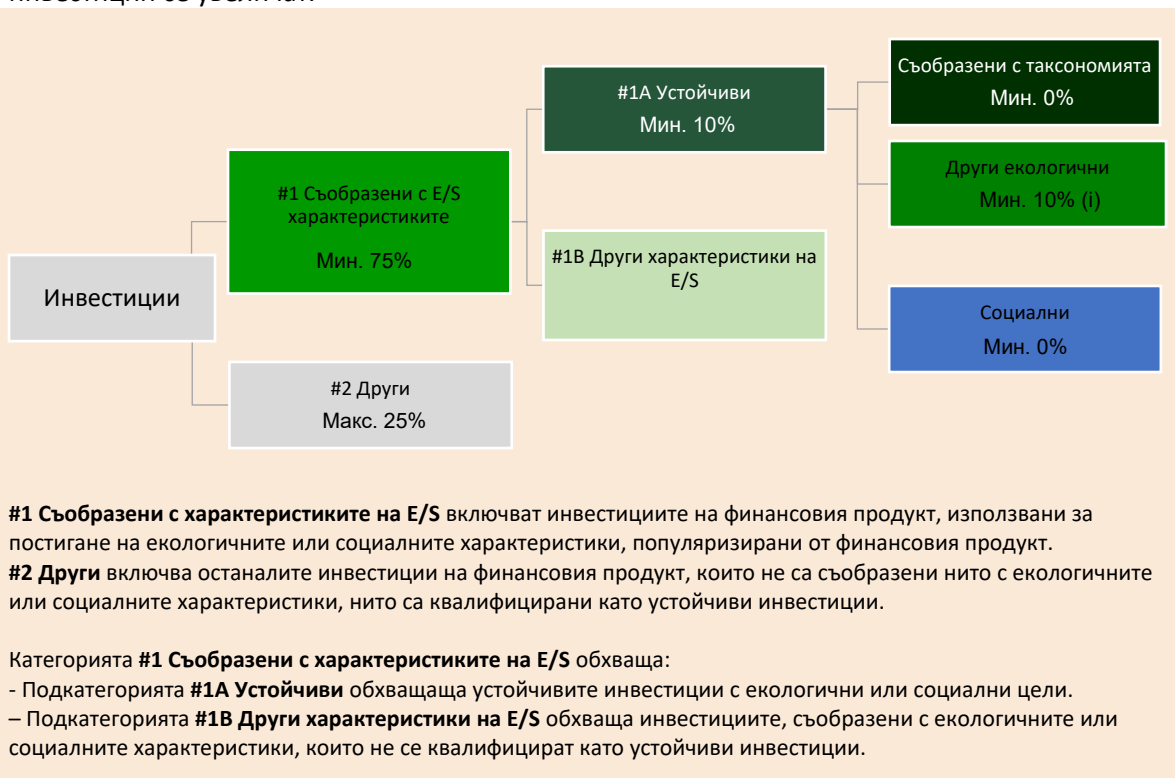 Съобразени с таксономията
Мин. 0%
#1A Устойчиви
Мин. 10%
Други екологични
Мин. 10% (i)
#1 Съобразени с E/S
характеристиките
Мин. 75%
#1B Други характеристики на
E/S
Инвестиции
Социални
Мин. 0%
#2 Други
Макс. 25%
#1 Съобразени с характеристиките на E/S включват инвестициите на финансовия продукт, използвани за
постигане на екологичните или социалните характеристики, популяризирани от финансовия продукт.
#2 Други включва останалите инвестиции на финансовия продукт, които не са съобразени нито с екологичните
или социалните характеристики, нито са квалифицирани като устойчиви инвестиции.
Категорията #1 Съобразени с характеристиките на E/S обхваща:
- Подкатегорията #1A Устойчиви обхващаща устойчивите инвестиции с екологични или социални цели.
– Подкатегорията #1B Други характеристики на E/S обхваща инвестициите, съобразени с екологичните или
социалните характеристики, които не се квалифицират като устойчиви инвестиции.